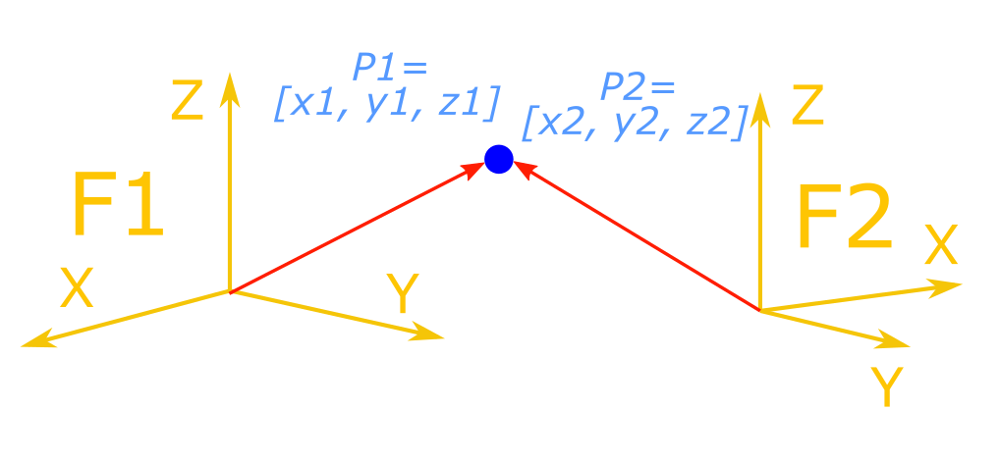 P1=
[x1, y1, z1]
P2=
[x2, y2, z2]
Z
F1
X
Y
Z
F2
X
Y